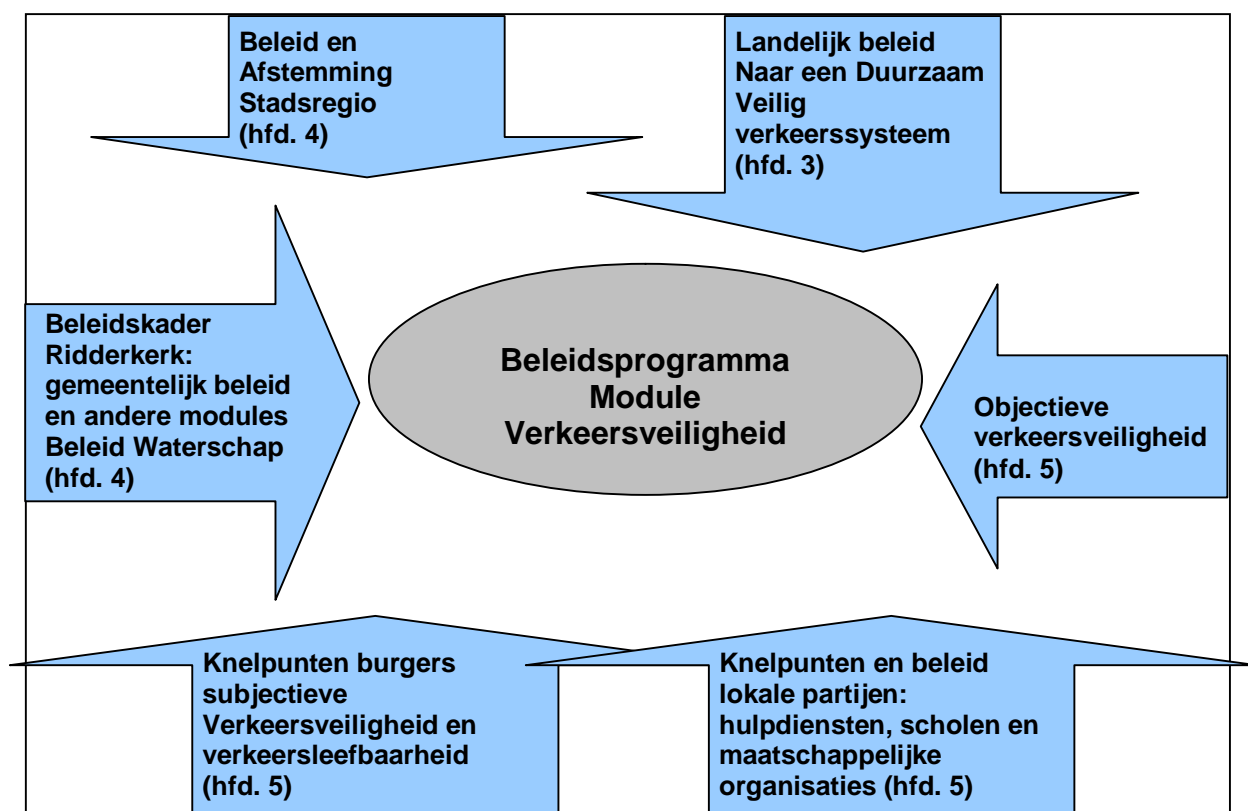 Beleid en
Afstemming
Stadsregio
(hfd. 4)
Landelijk beleid
Naar een Duurzaam
Veilig
verkeerssysteem
(hfd. 3)
Beleidskader
Ridderkerk:
gemeentelijk beleid
en andere modules
Beleid Waterschap
(hfd. 4)
Beleidsprogramma
Module
Verkeersveiligheid
Objectieve
verkeersveiligheid
(hfd. 5)
Knelpunten burgers
subjectieve
Verkeersveiligheid en
verkeersleefbaarheid
(hfd. 5)
Knelpunten en beleid
lokale partijen:
hulpdiensten, scholen en
maatschappelijke
organisaties (hfd. 5)